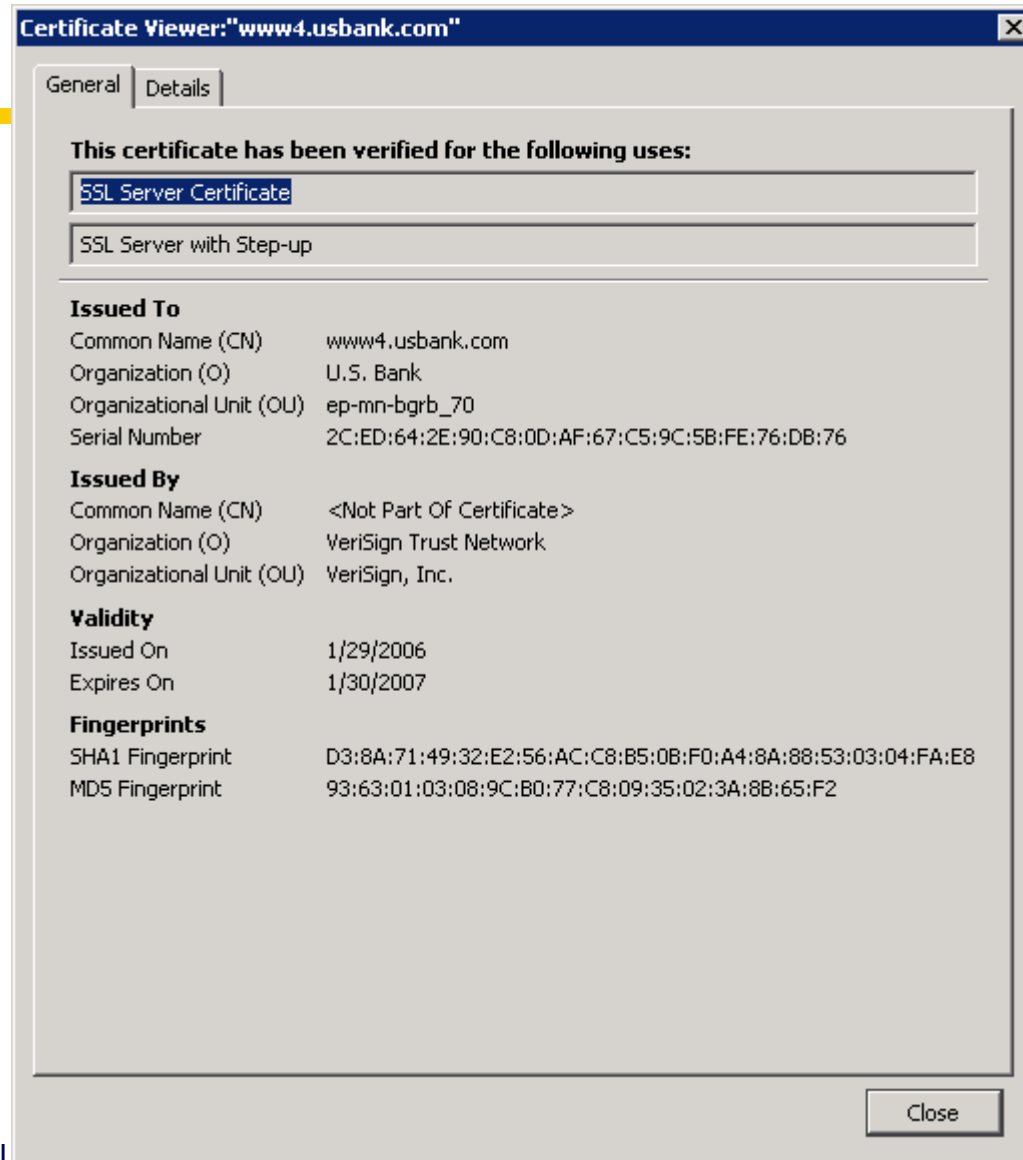 Certificate Viewer:"www4.usbank.com"
General Details
This certificate has been verified for the following uses:
SSL Server Certificate
SSL Server with Step-up
Issued To
Common Name (CN) www4.usbank.com
Organization (O) U.S. Bank
Organizational Unit (OU) ep-mn-bgrb_70
Serial Number 2C:ED:64:2E:90:C8:0D:AF:67:C5:9C:5B:FE:76:DB:76
Issued By
Common Name (CN) <Not Part Of Certificate>
Organization (O) VeriSign Trust Network
Organizational Unit (OU) VeriSign, Inc.
Validity
Issued On 1/29/2006
Expires On 1/30/2007
Fingerprints
SHA1 Fingerprint D3:8A:71:49:32:E2:56:AC:C8:B5:0B:F0:A4:8A:88:53:03:04:FA:E8
MD5 Fingerprint 93:63:01:03:08:9C:B0:77:C8:09:35:02:3A:8B:65:F2
Close